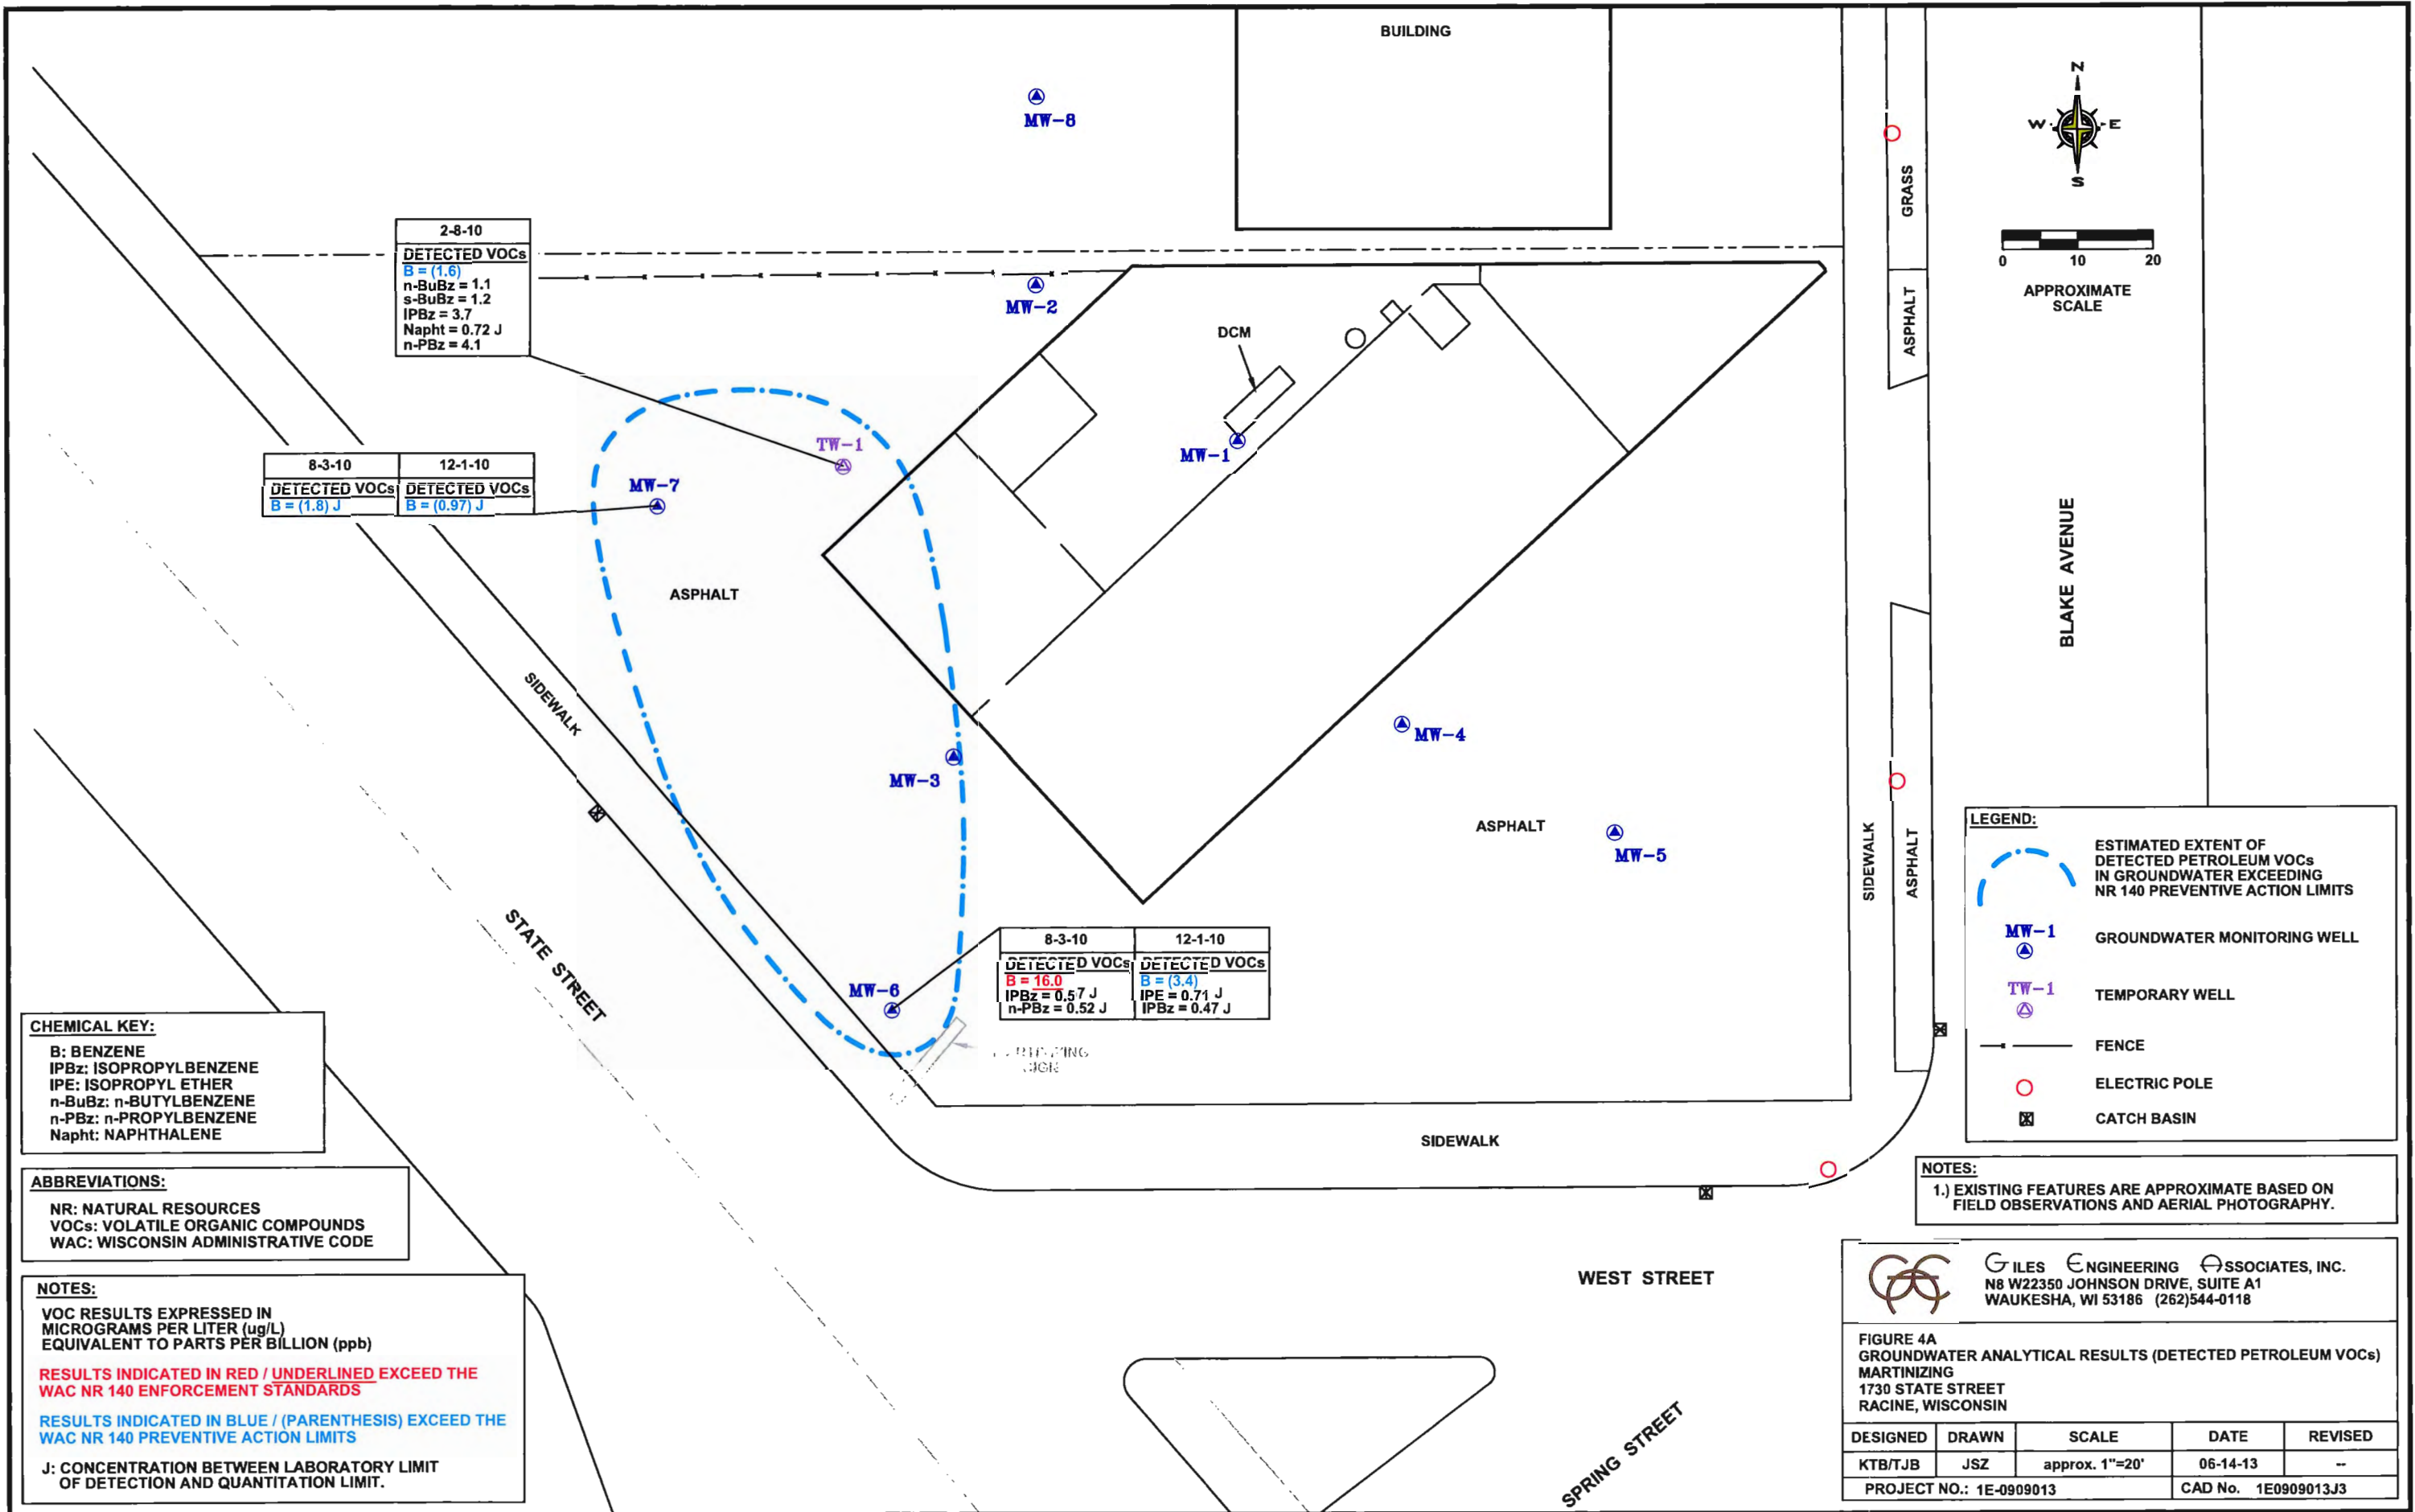 BUILDING
MW-8
N
W
E
S
GRASS
0 10 20
APPROXIMATE
SCALE
2-8-10
DETECTED VOCs
B = (1.6)
n-BuBz = 1.1
s-BuBz = 1.2
IPBz = 3.7
Napht = 0.72 J
n-PBz = 4.1
MW-2
ASPHALT
DCM
MW-1
TW-1
8-3-10 12-1-10
DETECTED VOCs DETECTED VOCs
B = (1.8) J B = (0.97) J
MW-7
ASPHALT
BLAKE AVENUE
SIDEWALK
MW-4
MW-3
ASPHALT
MW-5
SIDEWALK
ASPHALT
STATE STREET
MW-6
8-3-10 12-1-10
DETECTED VOCs DETECTED VOCs
B = 16.0 B = (3.4)
IPBz = 0.57 J IPE = 0.71 J
n-PBz = 0.52 J IPBz = 0.47 J
SIDEWALK
WEST STREET
SPRING STREET
LEGEND:
ESTIMATED EXTENT OF
DETECTED PETROLEUM VOCs
IN GROUNDWATER EXCEEDING
NR 140 PREVENTIVE ACTION LIMITS
MW-1
GROUNDWATER MONITORING WELL
TW-1
TEMPORARY WELL
FENCE
ELECTRIC POLE
CATCH BASIN
CHEMICAL KEY:
B: BENZENE
IPBz: ISOPROPYLBENZENE
IPE: ISOPROPYL ETHER
n-BuBz: n-BUTYLBENZENE
n-PBz: n-PROPYLBENZENE
Napht: NAPHTHALENE
ABBREVIATIONS:
NR: NATURAL RESOURCES
VOCs: VOLATILE ORGANIC COMPOUNDS
WAC: WISCONSIN ADMINISTRATIVE CODE
NOTES:
VOC RESULTS EXPRESSED IN
MICROGRAMS PER LITER (ug/L)
EQUIVALENT TO PARTS PER BILLION (ppb)
RESULTS INDICATED IN RED / UNDERLINED EXCEED THE
WAC NR 140 ENFORCEMENT STANDARDS
RESULTS INDICATED IN BLUE / (PARENTHESIS) EXCEED THE
WAC NR 140 PREVENTIVE ACTION LIMITS
J: CONCENTRATION BETWEEN LABORATORY LIMIT
OF DETECTION AND QUANTITATION LIMIT.
NOTES:
1.) EXISTING FEATURES ARE APPROXIMATE BASED ON
FIELD OBSERVATIONS AND AERIAL PHOTOGRAPHY.
GILES ENGINEERING ASSOCIATES, INC.
N8 W22350 JOHNSON DRIVE, SUITE A1
WAUKESHA, WI 53186 (262)544-0118
FIGURE 4A
GROUNDWATER ANALYTICAL RESULTS (DETECTED PETROLEUM VOCs)
MARTINIZING
1730 STATE STREET
RACINE, WISCONSIN
DESIGNED DRAWN SCALE DATE REVISED
KTB/TJB JSZ approx. 1"=20' 06-14-13 --
PROJECT NO.: 1E-0909013 CAD No. 1E0909013J3